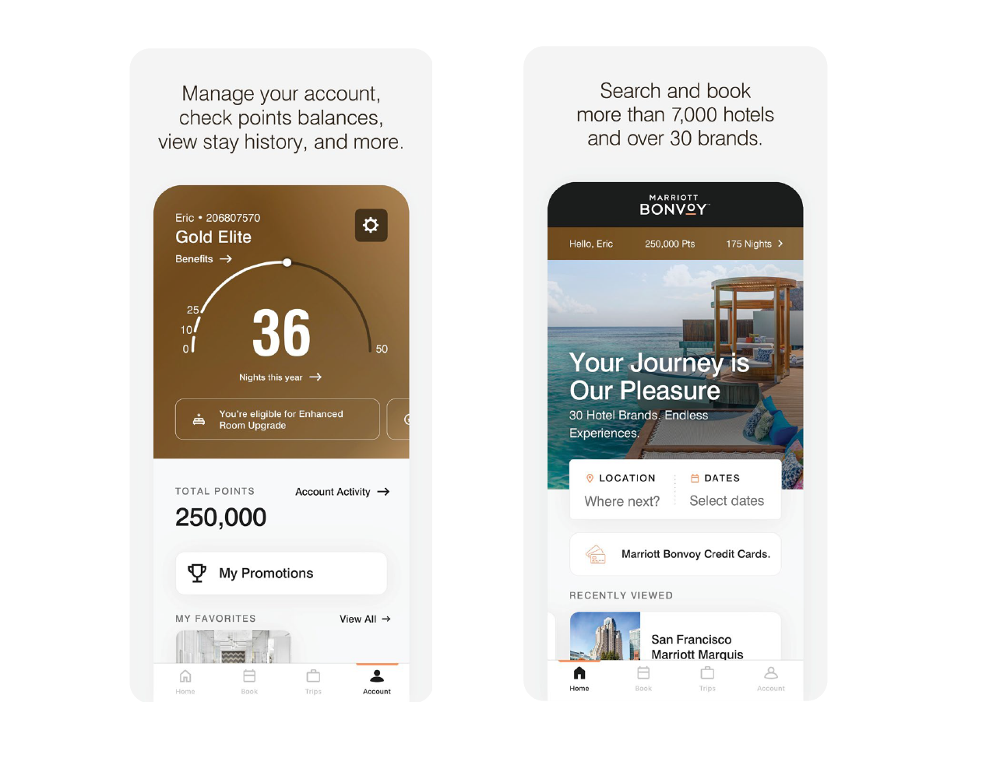 Manage your account,
check points balances,
view stay history, and more.
Eric • 206807570
Gold Elite
Benefits
25
10
0
36
50
Nights this year
You're eligible for Enhanced
Room Upgrade
TOTAL POINTS
Account Activity
250,000
My Promotions
MY FAVORITES
View All
Home
Book
Trips
Account
Search and book
more than 7,000 hotels
and over 30 brands.
MARRIOTT
BONVOY
Hello, Eric
250,000 Pts
175 Nights
Your Journey is
Our Pleasure
30 Hotel Brands. Endless
Experiences.
LOCATION
DATES
Where next?
Select dates
Marriott Bonvoy Credit Cards.
RECENTLY VIEWED
San Francisco
Marriott Marquis
Home
Book
Trips
Account